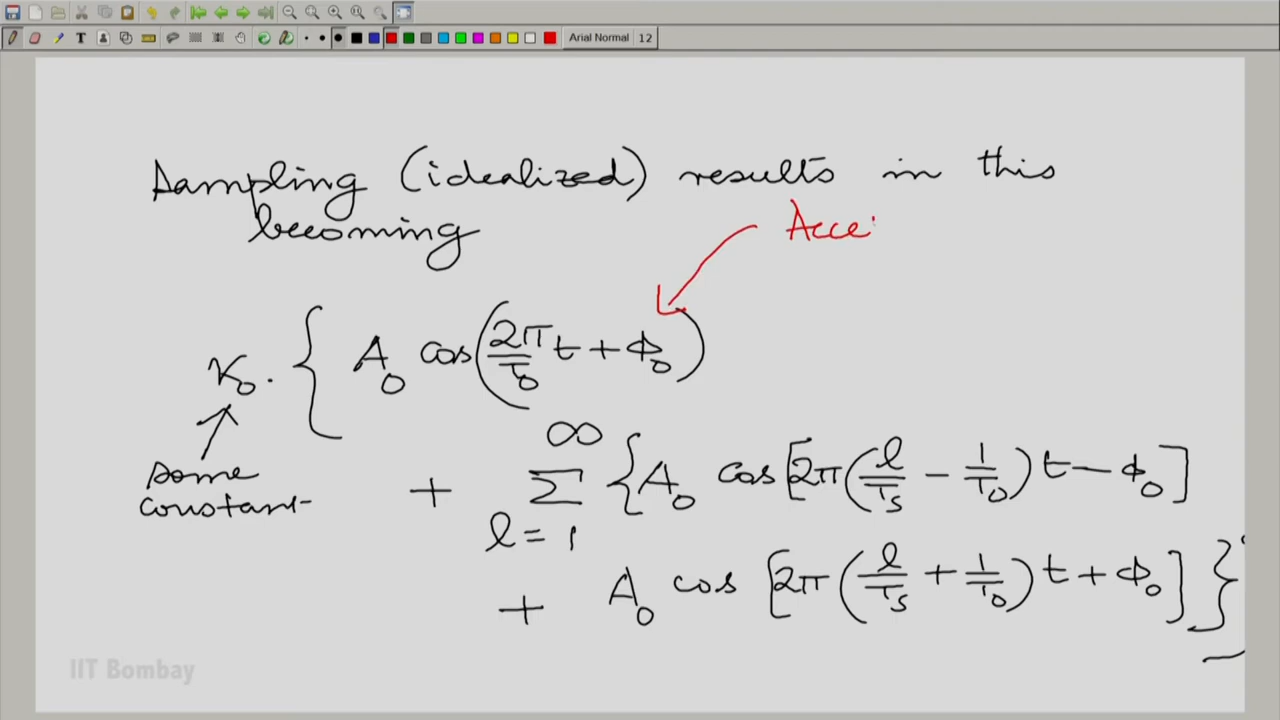 Arial Normal 12
Sampling (idealized) results in this
becoming
Acce
κ₀. { A₀ cos(2π/T₀ t + φ₀)
some
constant
+ ∞ Σ l=1 {A₀ cos[2π(l/Ts - 1/T₀)t - φ₀]
+ A₀ cos[2π(l/Ts + 1/T₀)t + φ₀]}
IIT Bombay